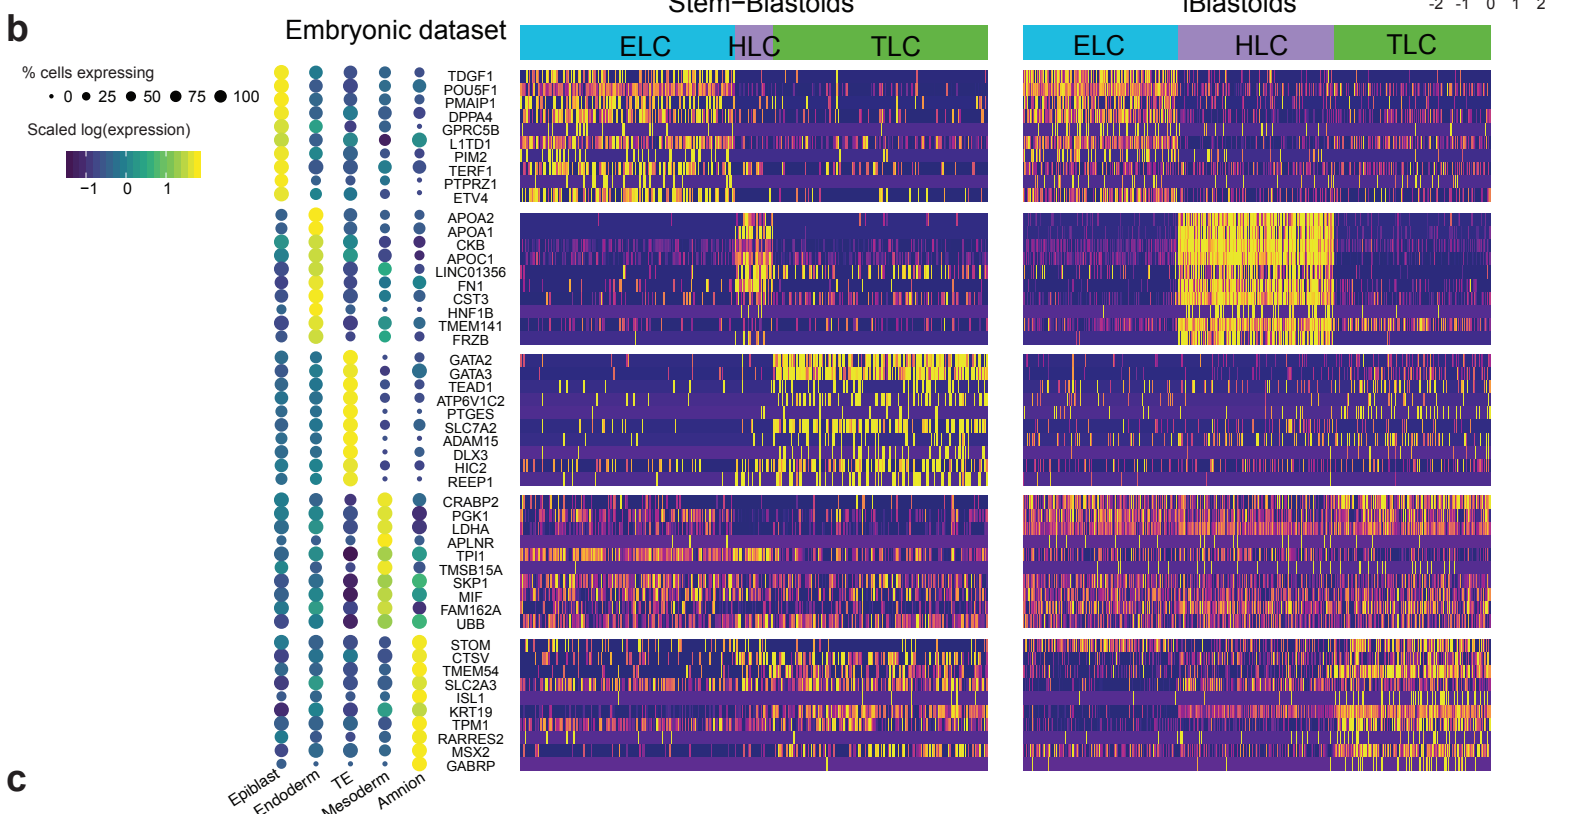 Stem−Blastoids
iBlastoids
-2 -1 0 1 2
b
Embryonic dataset
ELC HLC TLC
ELC HLC TLC
% cells expressing
0 25 50 75 100
Scaled log(expression)
−1 0 1
TDGF1
POU5F1
PMAIP1
DPPA4
GPRC5B
L1TD1
PIM2
TERF1
PTPRZ1
ETV4
APOA2
APOA1
CKB
APOC1
LINC01356
FN1
CST3
HNF1B
TMEM141
FRZB
GATA2
GATA3
TEAD1
ATP6V1C2
PTGES
SLC7A2
ADAM15
DLX3
HIC2
REEP1
CRABP2
PGK1
LDHA
APLNR
TPI1
TMSB15A
SKP1
MIF
FAM162A
UBB
STOM
CTSV
TMEM54
SLC2A3
ISL1
KRT19
TPM1
RARRES2
MSX2
GABRP
Epiblast
Endoderm
TE
Mesoderm
Amnion
c